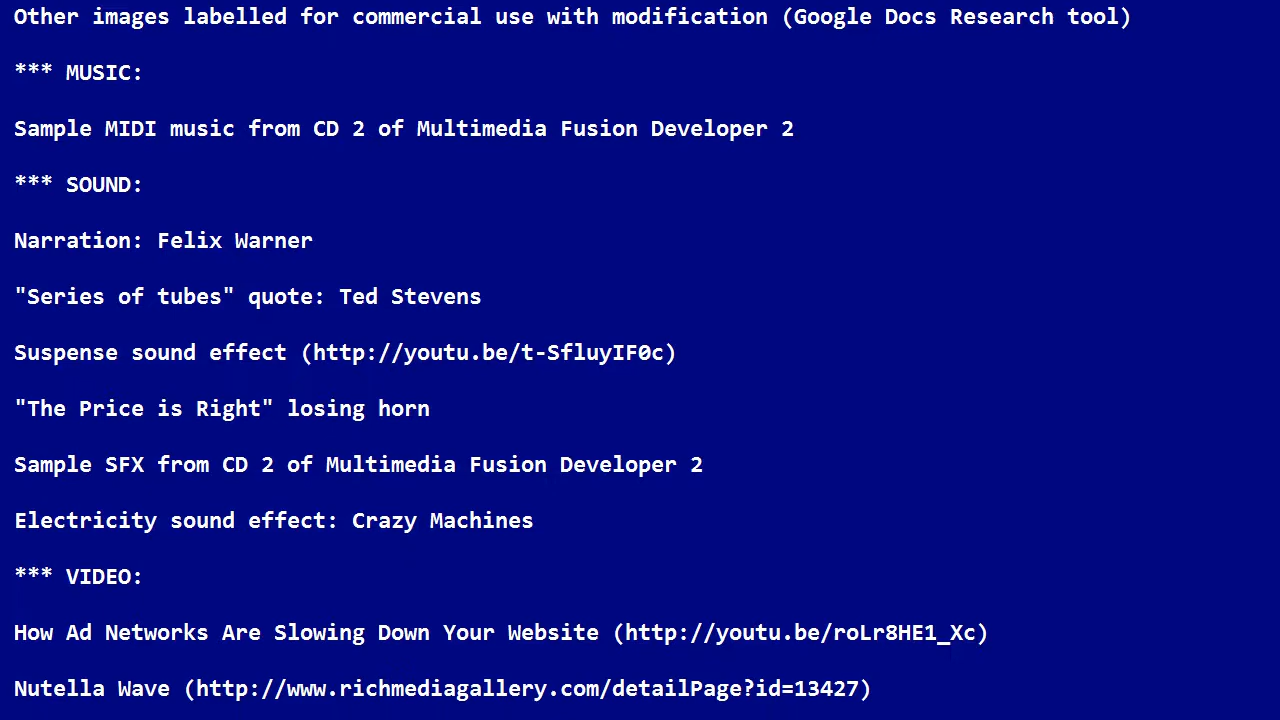 Other images labelled for commercial use with modification (Google Docs Research tool)
*** MUSIC:
Sample MIDI music from CD 2 of Multimedia Fusion Developer 2
*** SOUND:
Narration: Felix Warner
"Series of tubes" quote: Ted Stevens
Suspense sound effect (http://youtu.be/t-SfluyIF0c)
"The Price is Right" losing horn
Sample SFX from CD 2 of Multimedia Fusion Developer 2
Electricity sound effect: Crazy Machines
*** VIDEO:
How Ad Networks Are Slowing Down Your Website (http://youtu.be/roLr8HE1_Xc)
Nutella Wave (http://www.richmediagallery.com/detailPage?id=13427)